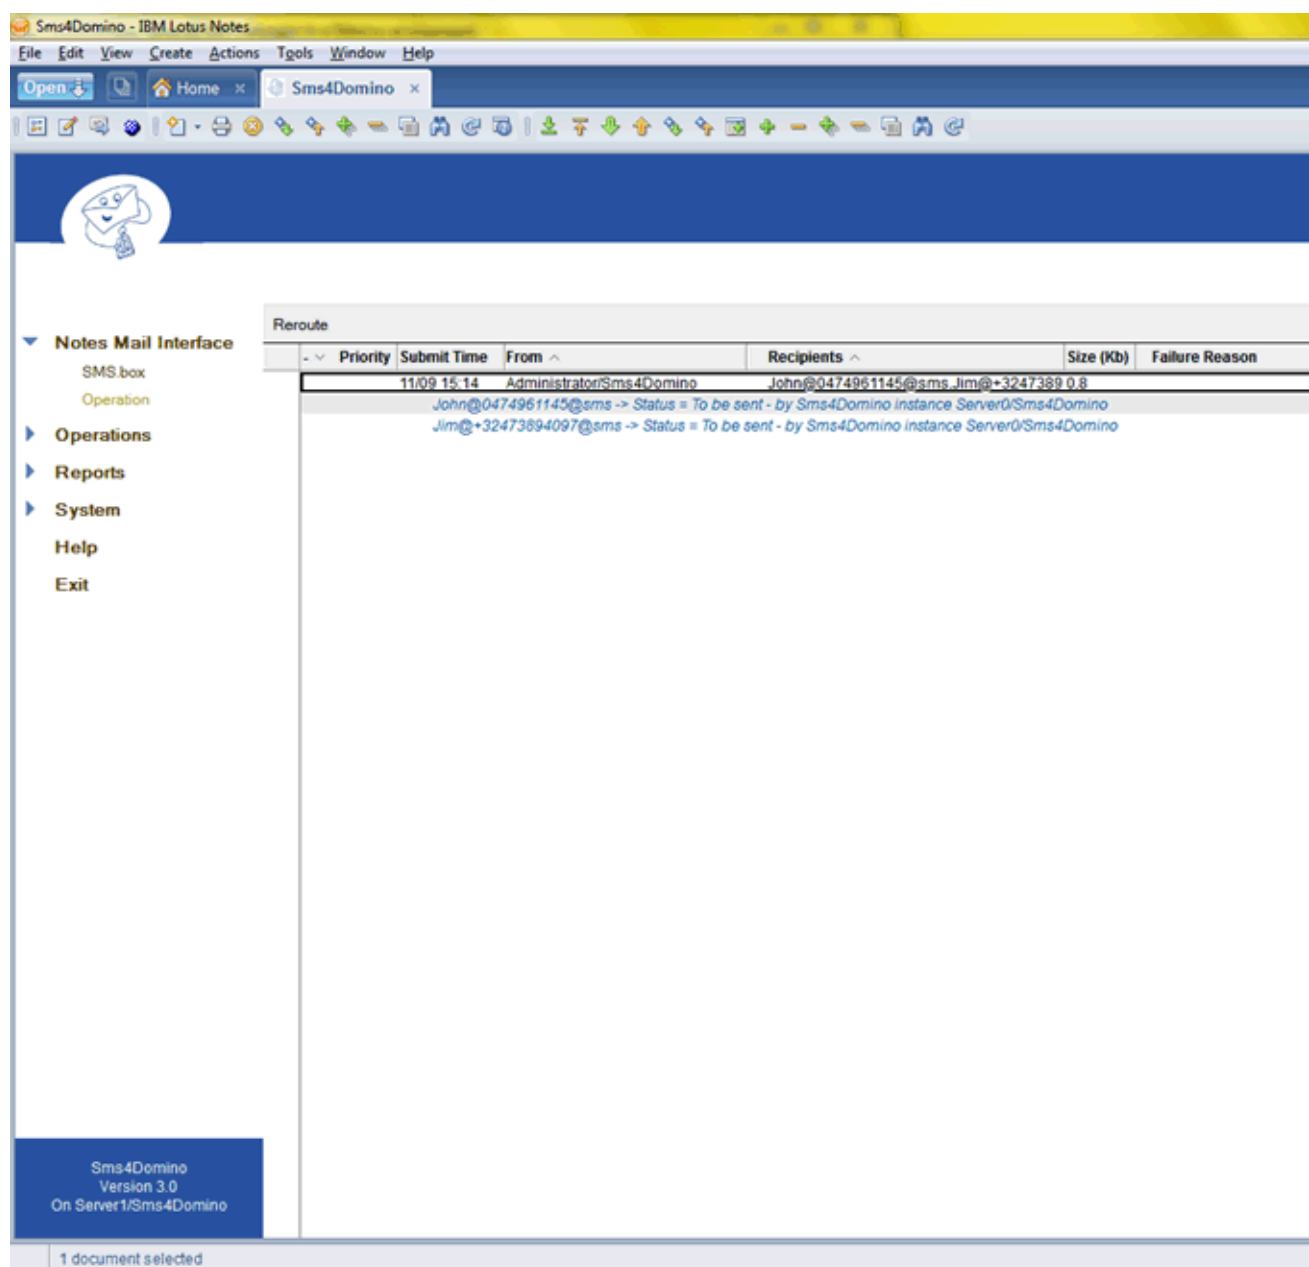 Sms4Domino - IBM Lotus Notes
File Edit View Create Actions Tools Window Help
Open Home × Sms4Domino ×
Reroute
- Priority Submit Time From Recipients Size (Kb) Failure Reason
11/09 15:14 Administrator/Sms4Domino John@0474961145@sms,Jim@+3247389 0.8
John@0474961145@sms -> Status = To be sent - by Sms4Domino instance Server0/Sms4Domino
Jim@+32473894097@sms -> Status = To be sent - by Sms4Domino instance Server0/Sms4Domino
Notes Mail Interface
SMS.box
Operation
Operations
Reports
System
Help
Exit
Sms4Domino
Version 3.0
On Server1/Sms4Domino
1 document selected